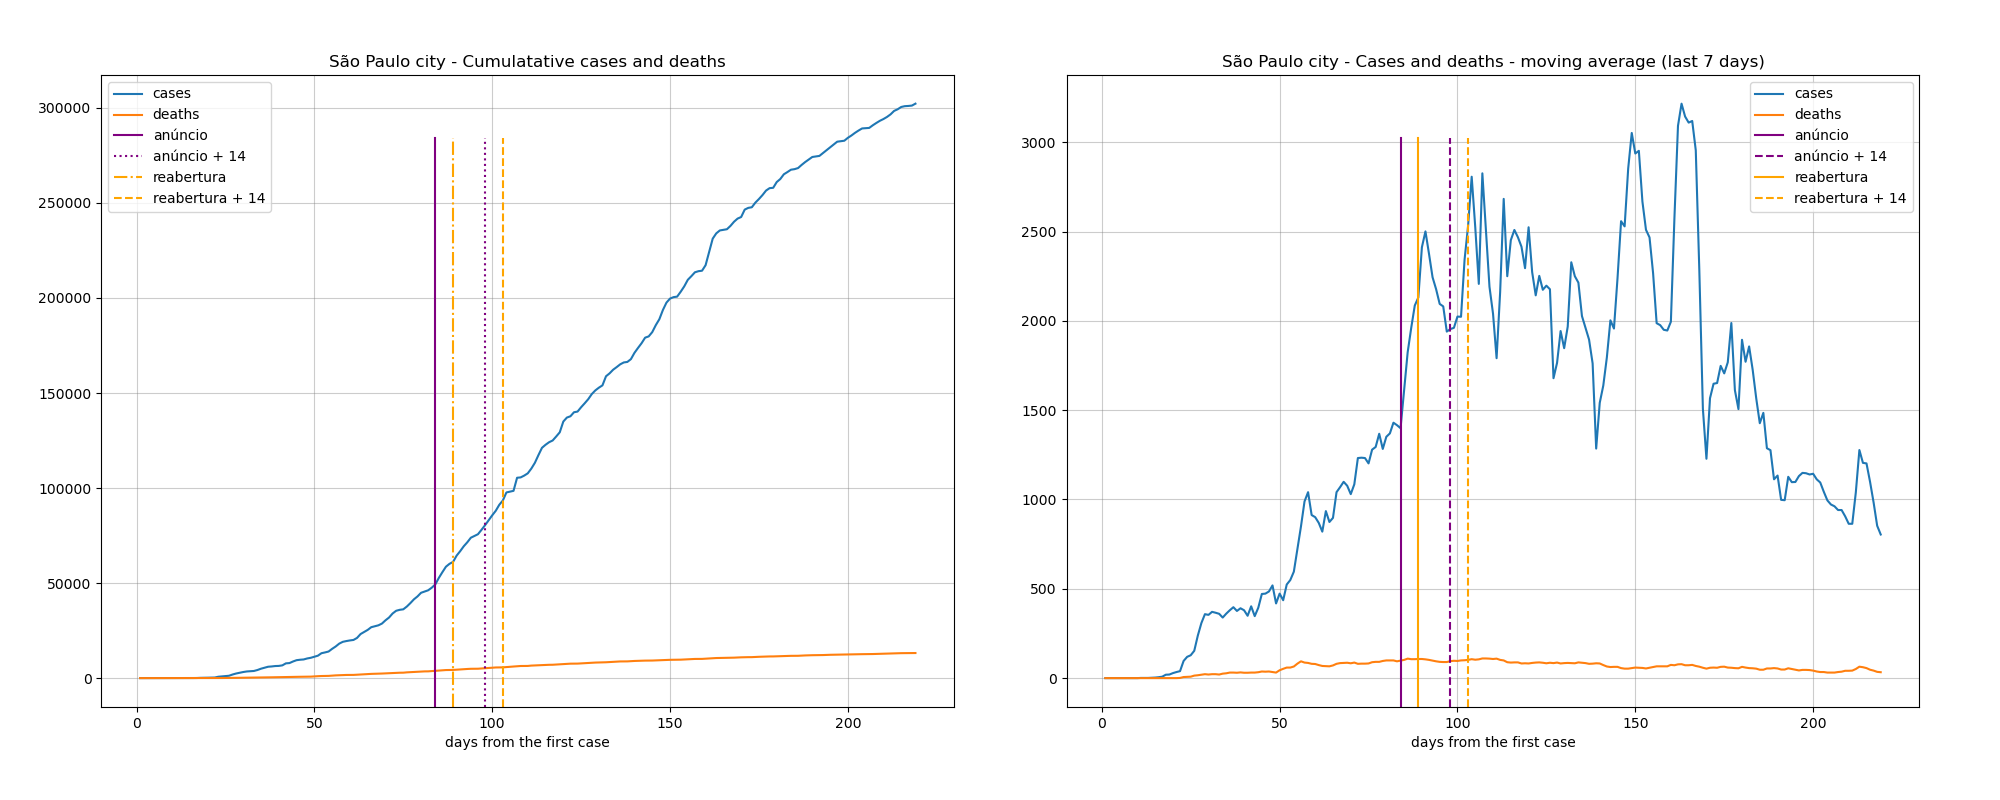 São Paulo city - Cumulatative cases and deaths
cases
deaths
anúncio
anúncio + 14
reabertura
reabertura + 14
300000
250000
200000
150000
100000
50000
0
0 50 100 150 200
days from the first case
São Paulo city - Cases and deaths - moving average (last 7 days)
cases
deaths
anúncio
anúncio + 14
reabertura
reabertura + 14
3000
2500
2000
1500
1000
500
0
0 50 100 150 200
days from the first case